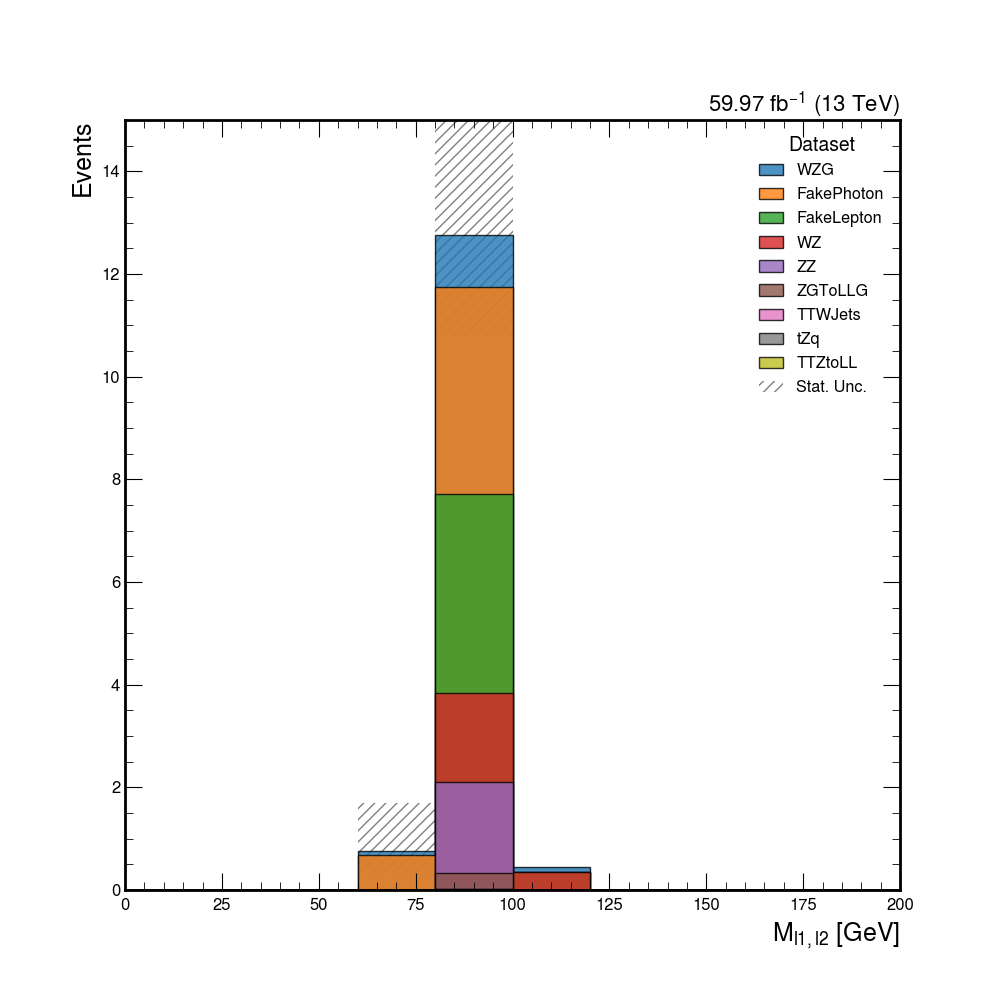 59.97 fb⁻¹ (13 TeV)
Events
Dataset
WZG
FakePhoton
FakeLepton
WZ
ZZ
ZGToLLG
TTWJets
tZq
TTZtoLL
Stat. Unc.
14
12
10
8
6
4
2
0
0 25 50 75 100 125 150 175 200
M_{l1, l2} [GeV]